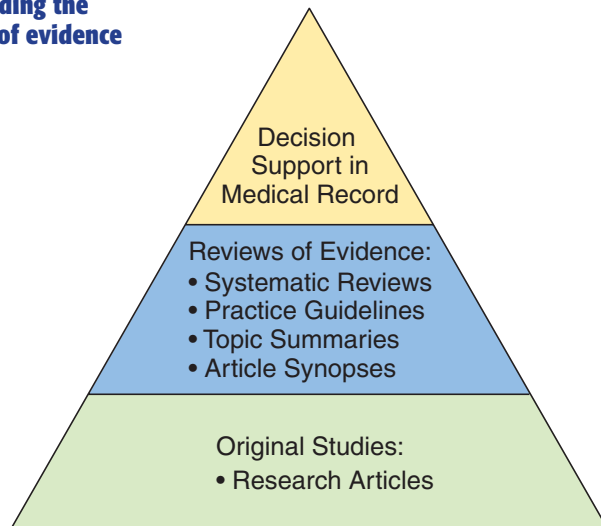 ding the
of evidence
Decision
Support in
Medical Record
Reviews of Evidence:
• Systematic Reviews
• Practice Guidelines
• Topic Summaries
• Article Synopses
Original Studies:
• Research Articles